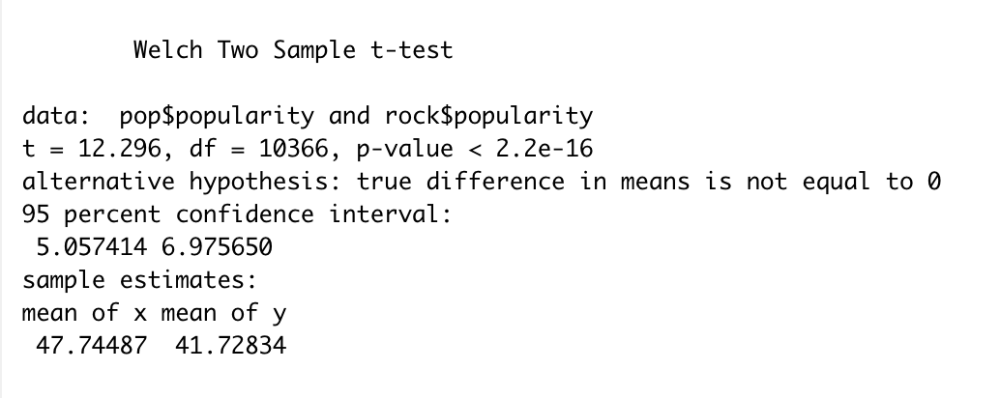 Welch Two Sample t-test
data: pop$popularity and rock$popularity
t = 12.296, df = 10366, p-value < 2.2e-16
alternative hypothesis: true difference in means is not equal to 0
95 percent confidence interval:
5.057414 6.975650
sample estimates:
mean of x mean of y
47.74487 41.72834